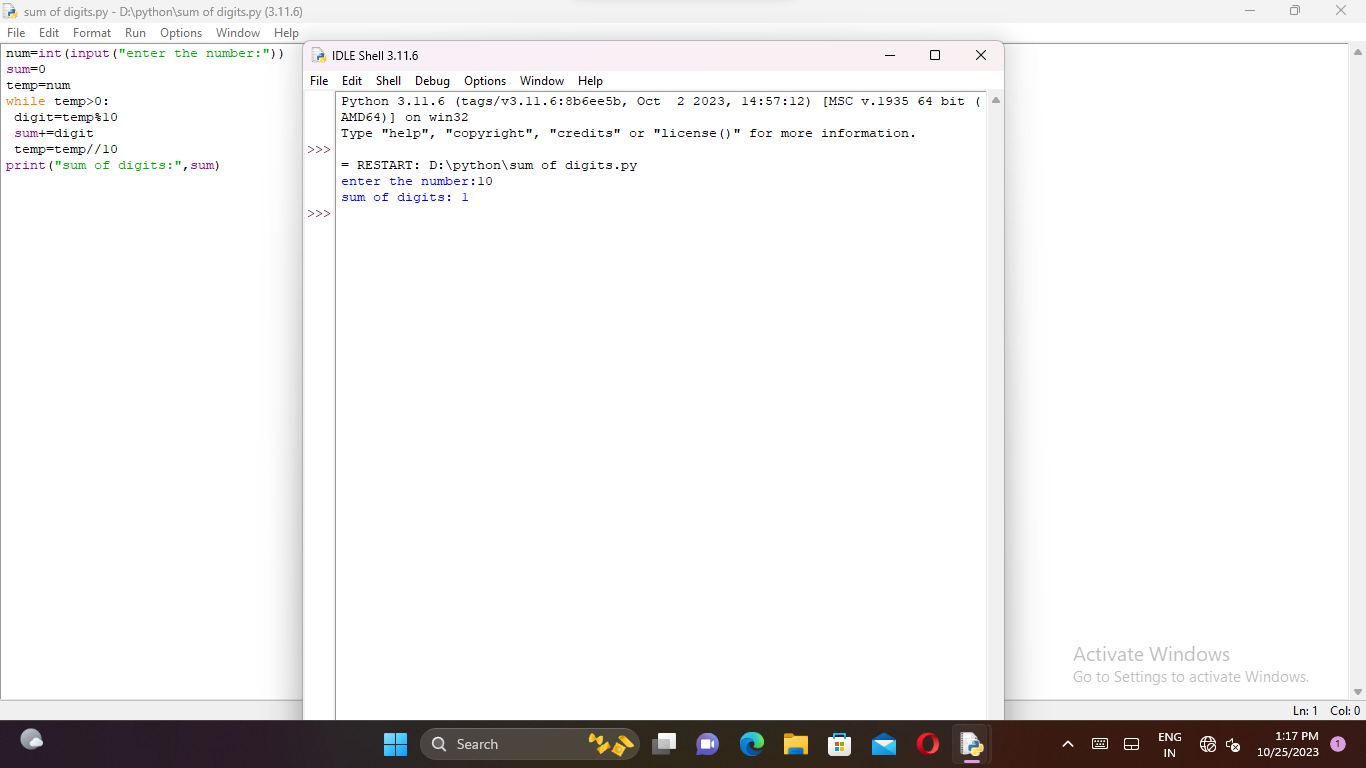 sum of digits.py - D:\python\sum of digits.py (3.11.6)
File Edit Format Run Options Window Help
num=int(input("enter the number:"))
sum=0
temp=num
while temp>0:
 digit=temp%10
 sum+=digit
 temp=temp//10
print("sum of digits:",sum)
IDLE Shell 3.11.6
File Edit Shell Debug Options Window Help
Python 3.11.6 (tags/v3.11.6:8b6ee5b, Oct  2 2023, 14:57:12) [MSC v.1935 64 bit (
AMD64)] on win32
Type "help", "copyright", "credits" or "license()" for more information.
>>>
= RESTART: D:\python\sum of digits.py
enter the number:10
sum of digits: 1
>>>
Activate Windows
Go to Settings to activate Windows.
Ln: 1 Col: 0
Search
ENG
IN
1:17 PM
10/25/2023
1